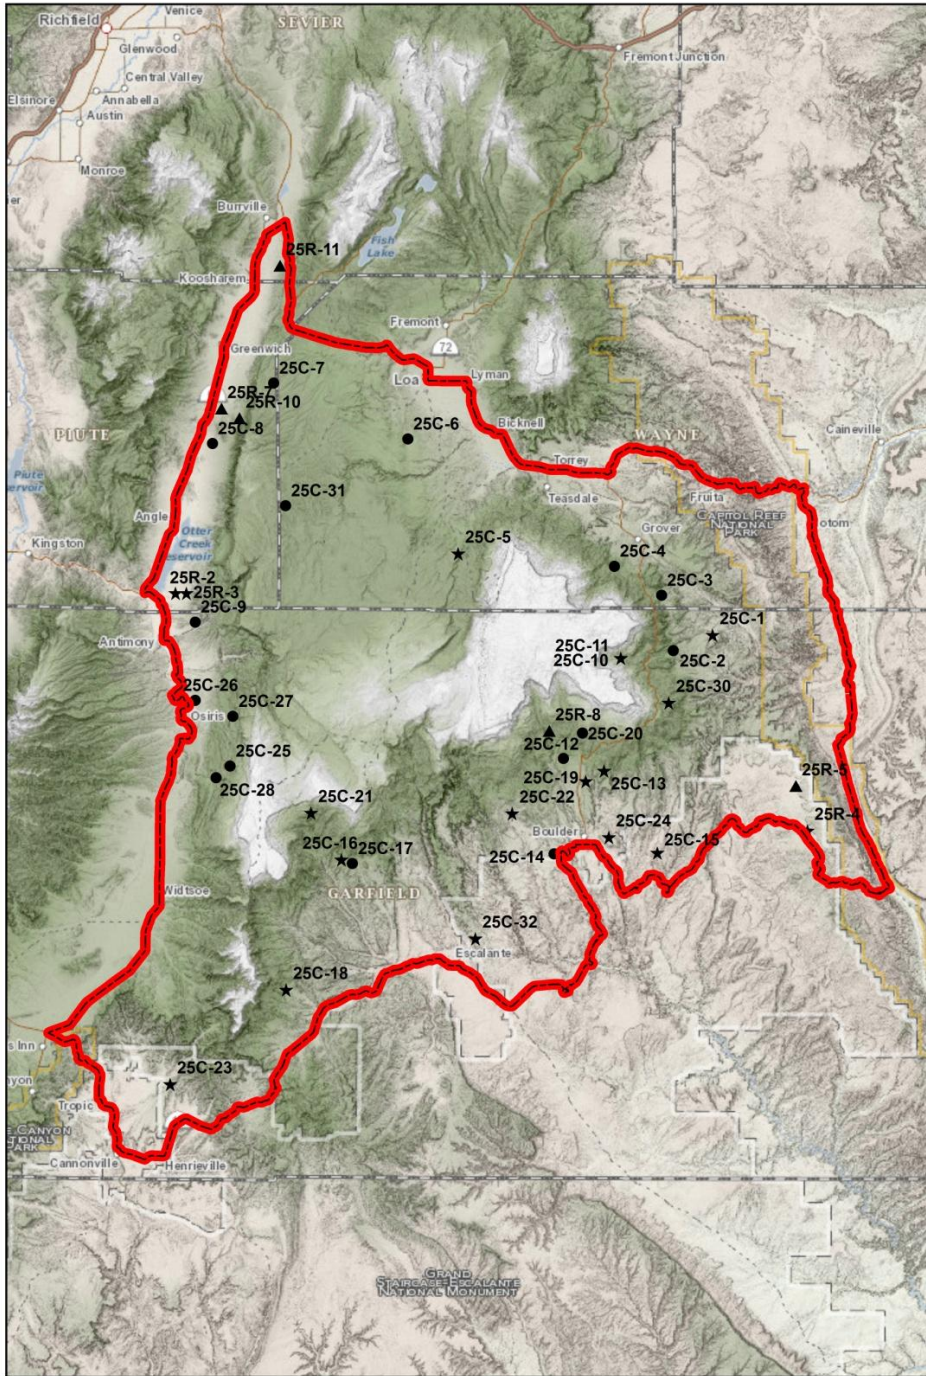 Venice
SEVIER
Richfield
Glenwood
Fremont Junction
Central Valley
Annabella
Elsinore
Austin
Monroe
Burrville
Fish
Lake
25R-11
Koosharem
Fremont
72
Greenwich
25C-7
Loa
Lyman
25R-7
25R-10
25C-8
25C-6
Bicknell
PIUTE
WAYNE
Caineville
Torrey
Piute
Teasdale
Fruita
25C-31
CAPITOL REEF
NATIONAL
PARK
Angle
Otter
Creek
Grover
Kingston
25C-5
25C-4
25R-2
25R-3
25C-3
25C-9
25C-1
Antimony
25C-11
25C-10
25C-2
25C-26
25C-27
25C-30
Osiris
25R-8
25C-20
25C-12
25C-25
25C-19
25C-13
25R-5
25C-28
25C-21
25C-22
25R-4
Boulder
25C-24
25C-16
25C-17
25C-14
25C-15
Widtsoe
GARFIELD
25C-32
Escalante
25C-18
s Inn
25C-23
yon
Tropic
E CANYON
TIONAL
PARK
Cannonville
Henrieville
GRAND
STAIRCASE-ESCALANTE
NATIONAL MONUMENT